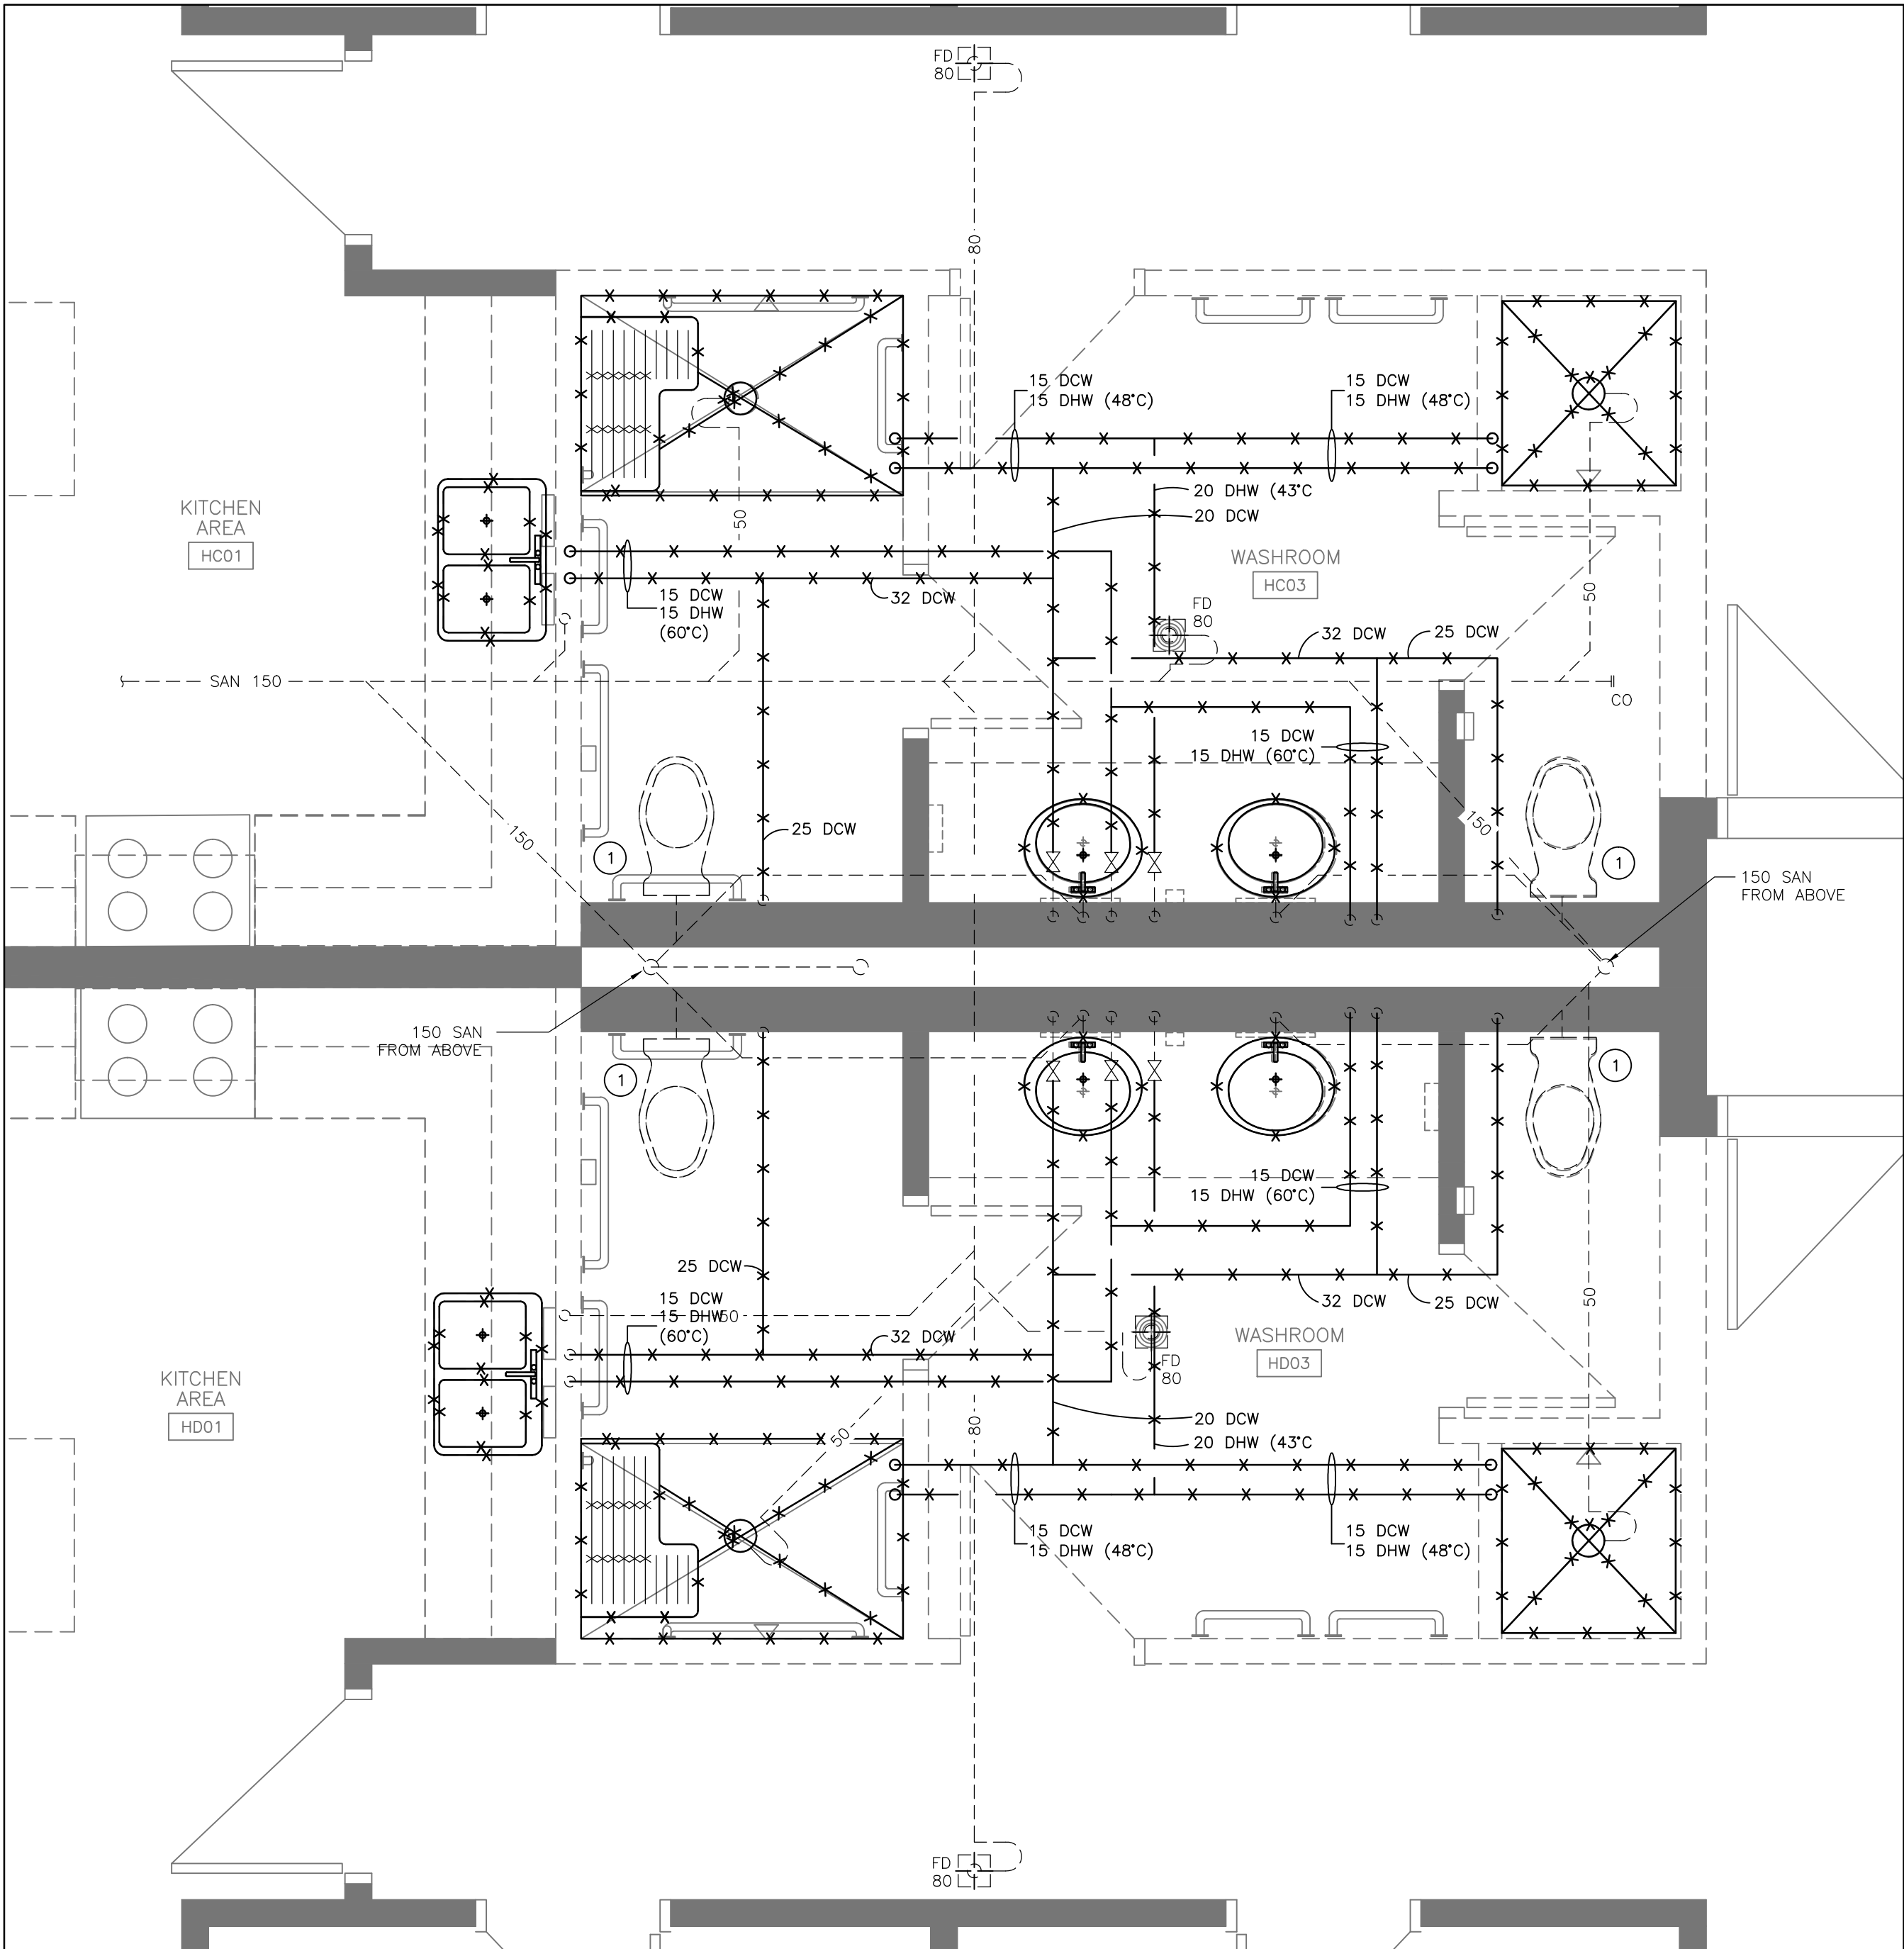 FD
80
80
15 DCW
15 DHW (48°C)
15 DCW
15 DHW (48°C)
KITCHEN
AREA
HC01
50
20 DHW (43°C
20 DCW
WASHROOM
HC03
15 DCW
15 DHW
(60°C)
32 DCW
50
FD
80
32 DCW
25 DCW
SAN 150
CO
15 DCW
15 DHW (60°C)
150
25 DCW
150
1
1
150 SAN
FROM ABOVE
150 SAN
FROM ABOVE
1
1
15 DCW
15 DHW (60°C)
25 DCW
15 DCW
15 DHW
50
(60°C)
32 DCW
50
32 DCW
25 DCW
WASHROOM
HD03
FD
80
KITCHEN
AREA
HD01
50
80
20 DCW
20 DHW (43°C
15 DCW
15 DHW (48°C)
15 DCW
15 DHW (48°C)
FD
80